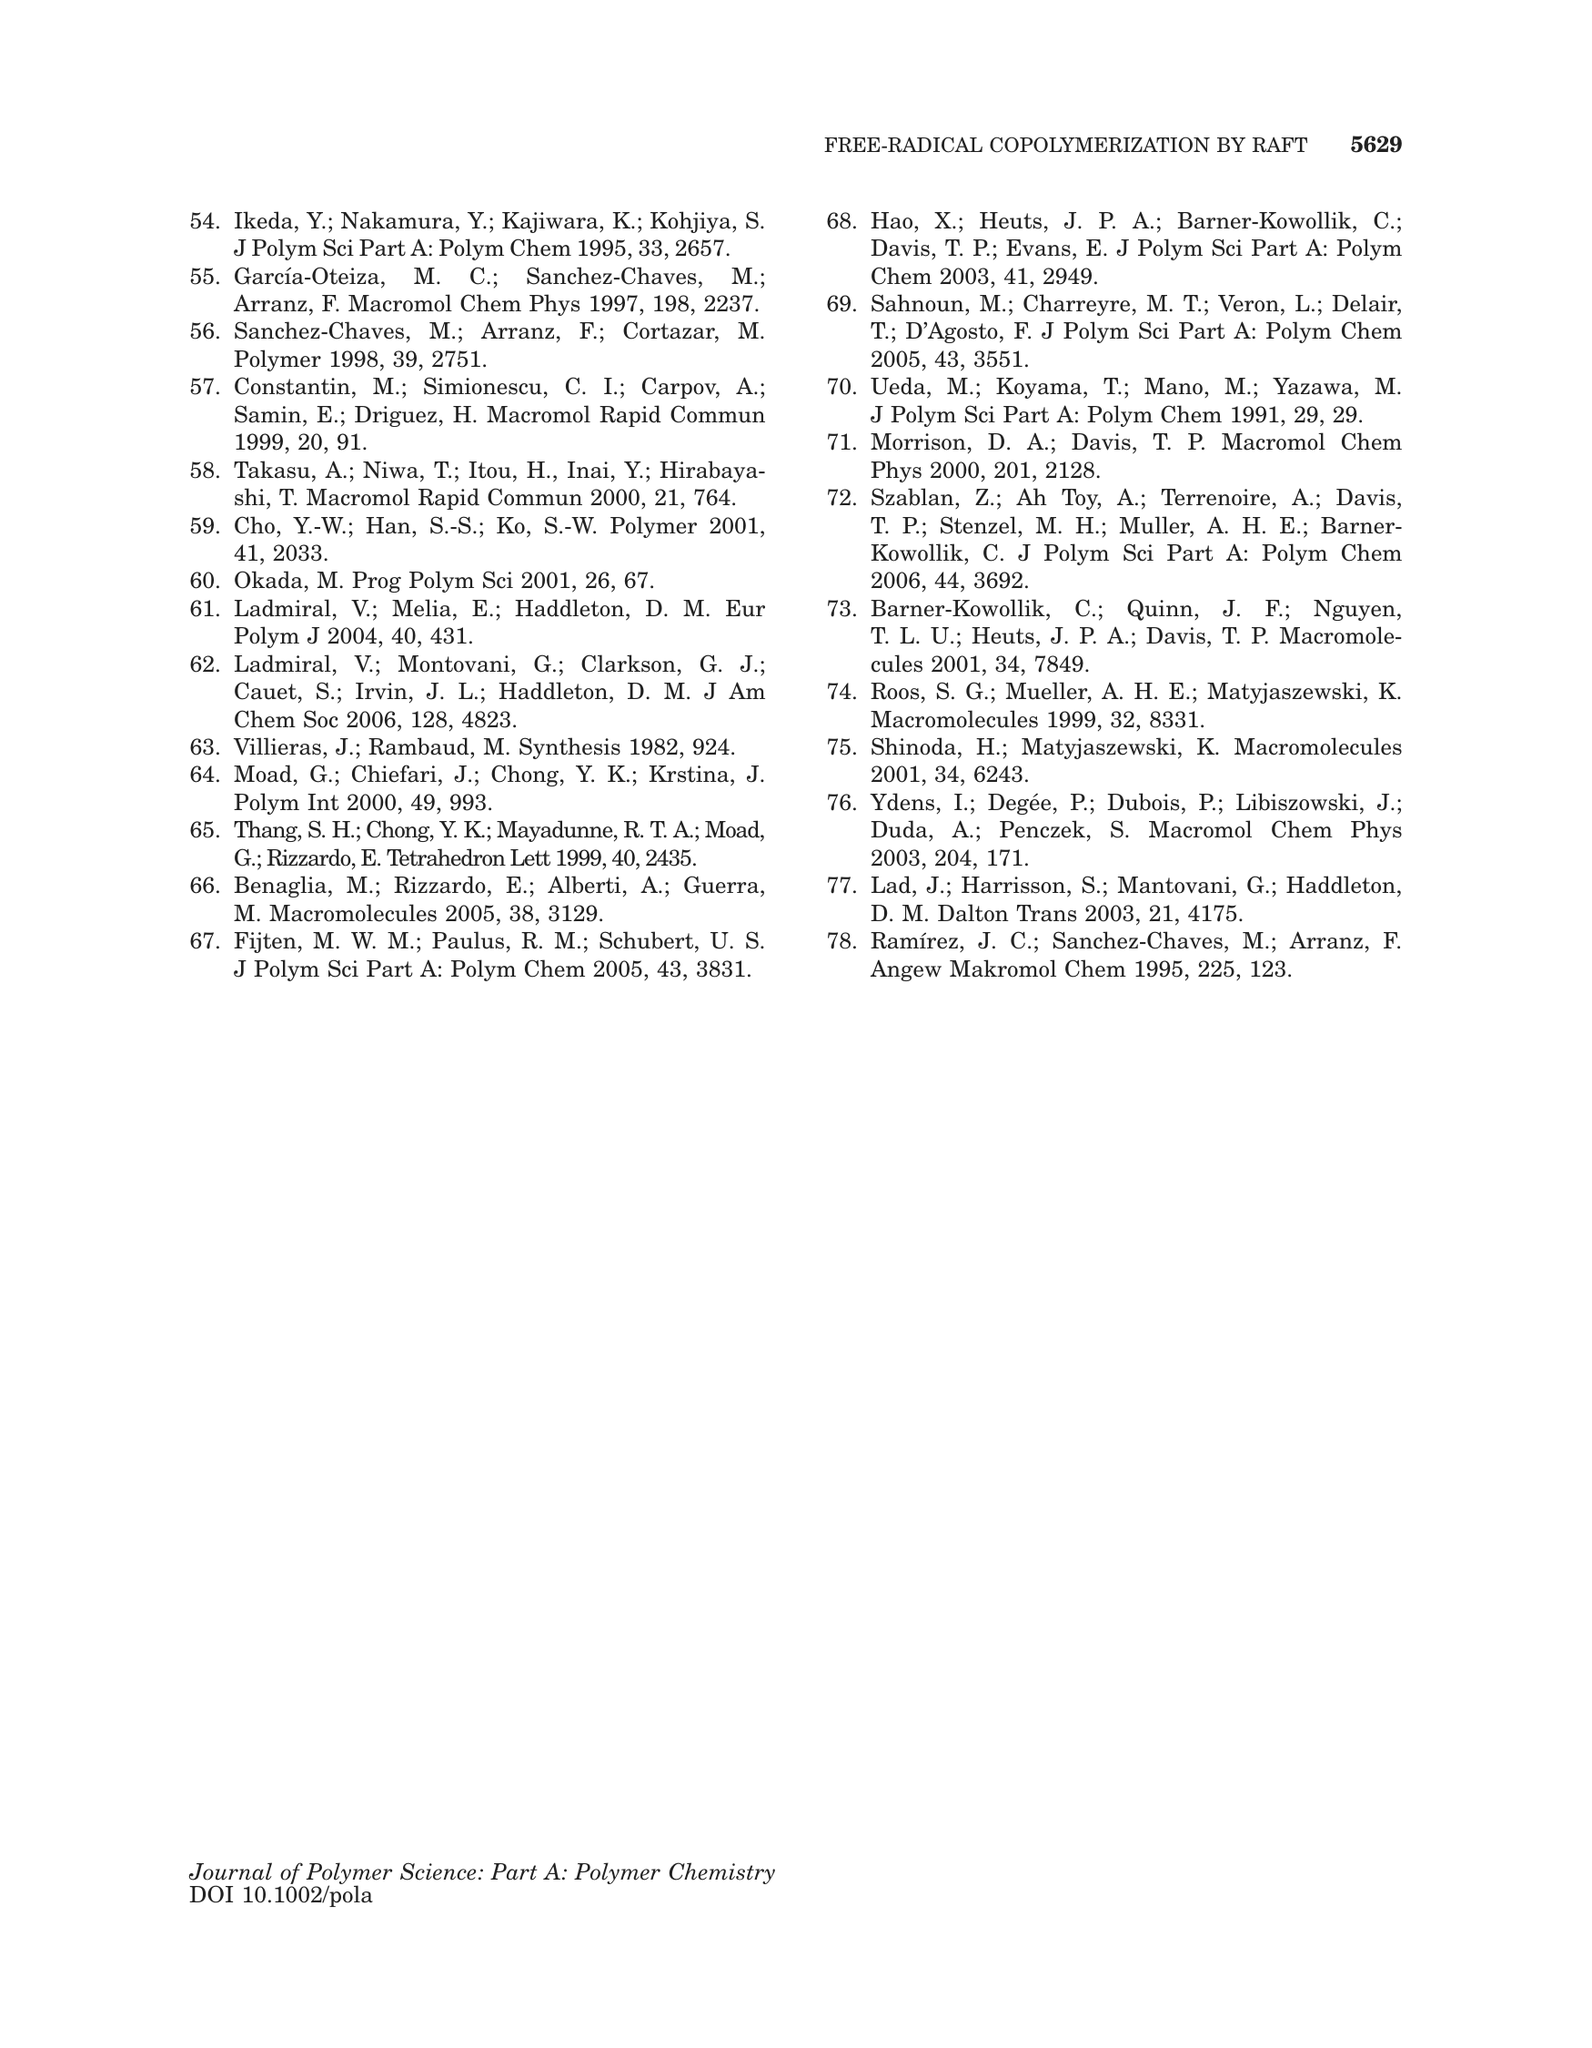 FREE-RADICAL COPOLYMERIZATION BY RAFT 5629
54. Ikeda, Y.; Nakamura, Y.; Kajiwara, K.; Kohjiya, S.
J Polym Sci Part A: Polym Chem 1995, 33, 2657.
55. García-Oteiza, M. C.; Sanchez-Chaves, M.;
Arranz, F. Macromol Chem Phys 1997, 198, 2237.
56. Sanchez-Chaves, M.; Arranz, F.; Cortazar, M.
Polymer 1998, 39, 2751.
57. Constantin, M.; Simionescu, C. I.; Carpov, A.;
Samin, E.; Driguez, H. Macromol Rapid Commun
1999, 20, 91.
58. Takasu, A.; Niwa, T.; Itou, H., Inai, Y.; Hirabaya-
shi, T. Macromol Rapid Commun 2000, 21, 764.
59. Cho, Y.-W.; Han, S.-S.; Ko, S.-W. Polymer 2001,
41, 2033.
60. Okada, M. Prog Polym Sci 2001, 26, 67.
61. Ladmiral, V.; Melia, E.; Haddleton, D. M. Eur
Polym J 2004, 40, 431.
62. Ladmiral, V.; Montovani, G.; Clarkson, G. J.;
Cauet, S.; Irvin, J. L.; Haddleton, D. M. J Am
Chem Soc 2006, 128, 4823.
63. Villieras, J.; Rambaud, M. Synthesis 1982, 924.
64. Moad, G.; Chiefari, J.; Chong, Y. K.; Krstina, J.
Polym Int 2000, 49, 993.
65. Thang, S. H.; Chong, Y. K.; Mayadunne, R. T. A.; Moad,
G.; Rizzardo, E. Tetrahedron Lett 1999, 40, 2435.
66. Benaglia, M.; Rizzardo, E.; Alberti, A.; Guerra,
M. Macromolecules 2005, 38, 3129.
67. Fijten, M. W. M.; Paulus, R. M.; Schubert, U. S.
J Polym Sci Part A: Polym Chem 2005, 43, 3831.
68. Hao, X.; Heuts, J. P. A.; Barner-Kowollik, C.;
Davis, T. P.; Evans, E. J Polym Sci Part A: Polym
Chem 2003, 41, 2949.
69. Sahnoun, M.; Charreyre, M. T.; Veron, L.; Delair,
T.; D’Agosto, F. J Polym Sci Part A: Polym Chem
2005, 43, 3551.
70. Ueda, M.; Koyama, T.; Mano, M.; Yazawa, M.
J Polym Sci Part A: Polym Chem 1991, 29, 29.
71. Morrison, D. A.; Davis, T. P. Macromol Chem
Phys 2000, 201, 2128.
72. Szablan, Z.; Ah Toy, A.; Terrenoire, A.; Davis,
T. P.; Stenzel, M. H.; Muller, A. H. E.; Barner-
Kowollik, C. J Polym Sci Part A: Polym Chem
2006, 44, 3692.
73. Barner-Kowollik, C.; Quinn, J. F.; Nguyen,
T. L. U.; Heuts, J. P. A.; Davis, T. P. Macromole-
cules 2001, 34, 7849.
74. Roos, S. G.; Mueller, A. H. E.; Matyjaszewski, K.
Macromolecules 1999, 32, 8331.
75. Shinoda, H.; Matyjaszewski, K. Macromolecules
2001, 34, 6243.
76. Ydens, I.; Degée, P.; Dubois, P.; Libiszowski, J.;
Duda, A.; Penczek, S. Macromol Chem Phys
2003, 204, 171.
77. Lad, J.; Harrisson, S.; Mantovani, G.; Haddleton,
D. M. Dalton Trans 2003, 21, 4175.
78. Ramírez, J. C.; Sanchez-Chaves, M.; Arranz, F.
Angew Makromol Chem 1995, 225, 123.
Journal of Polymer Science: Part A: Polymer Chemistry
DOI 10.1002/pola